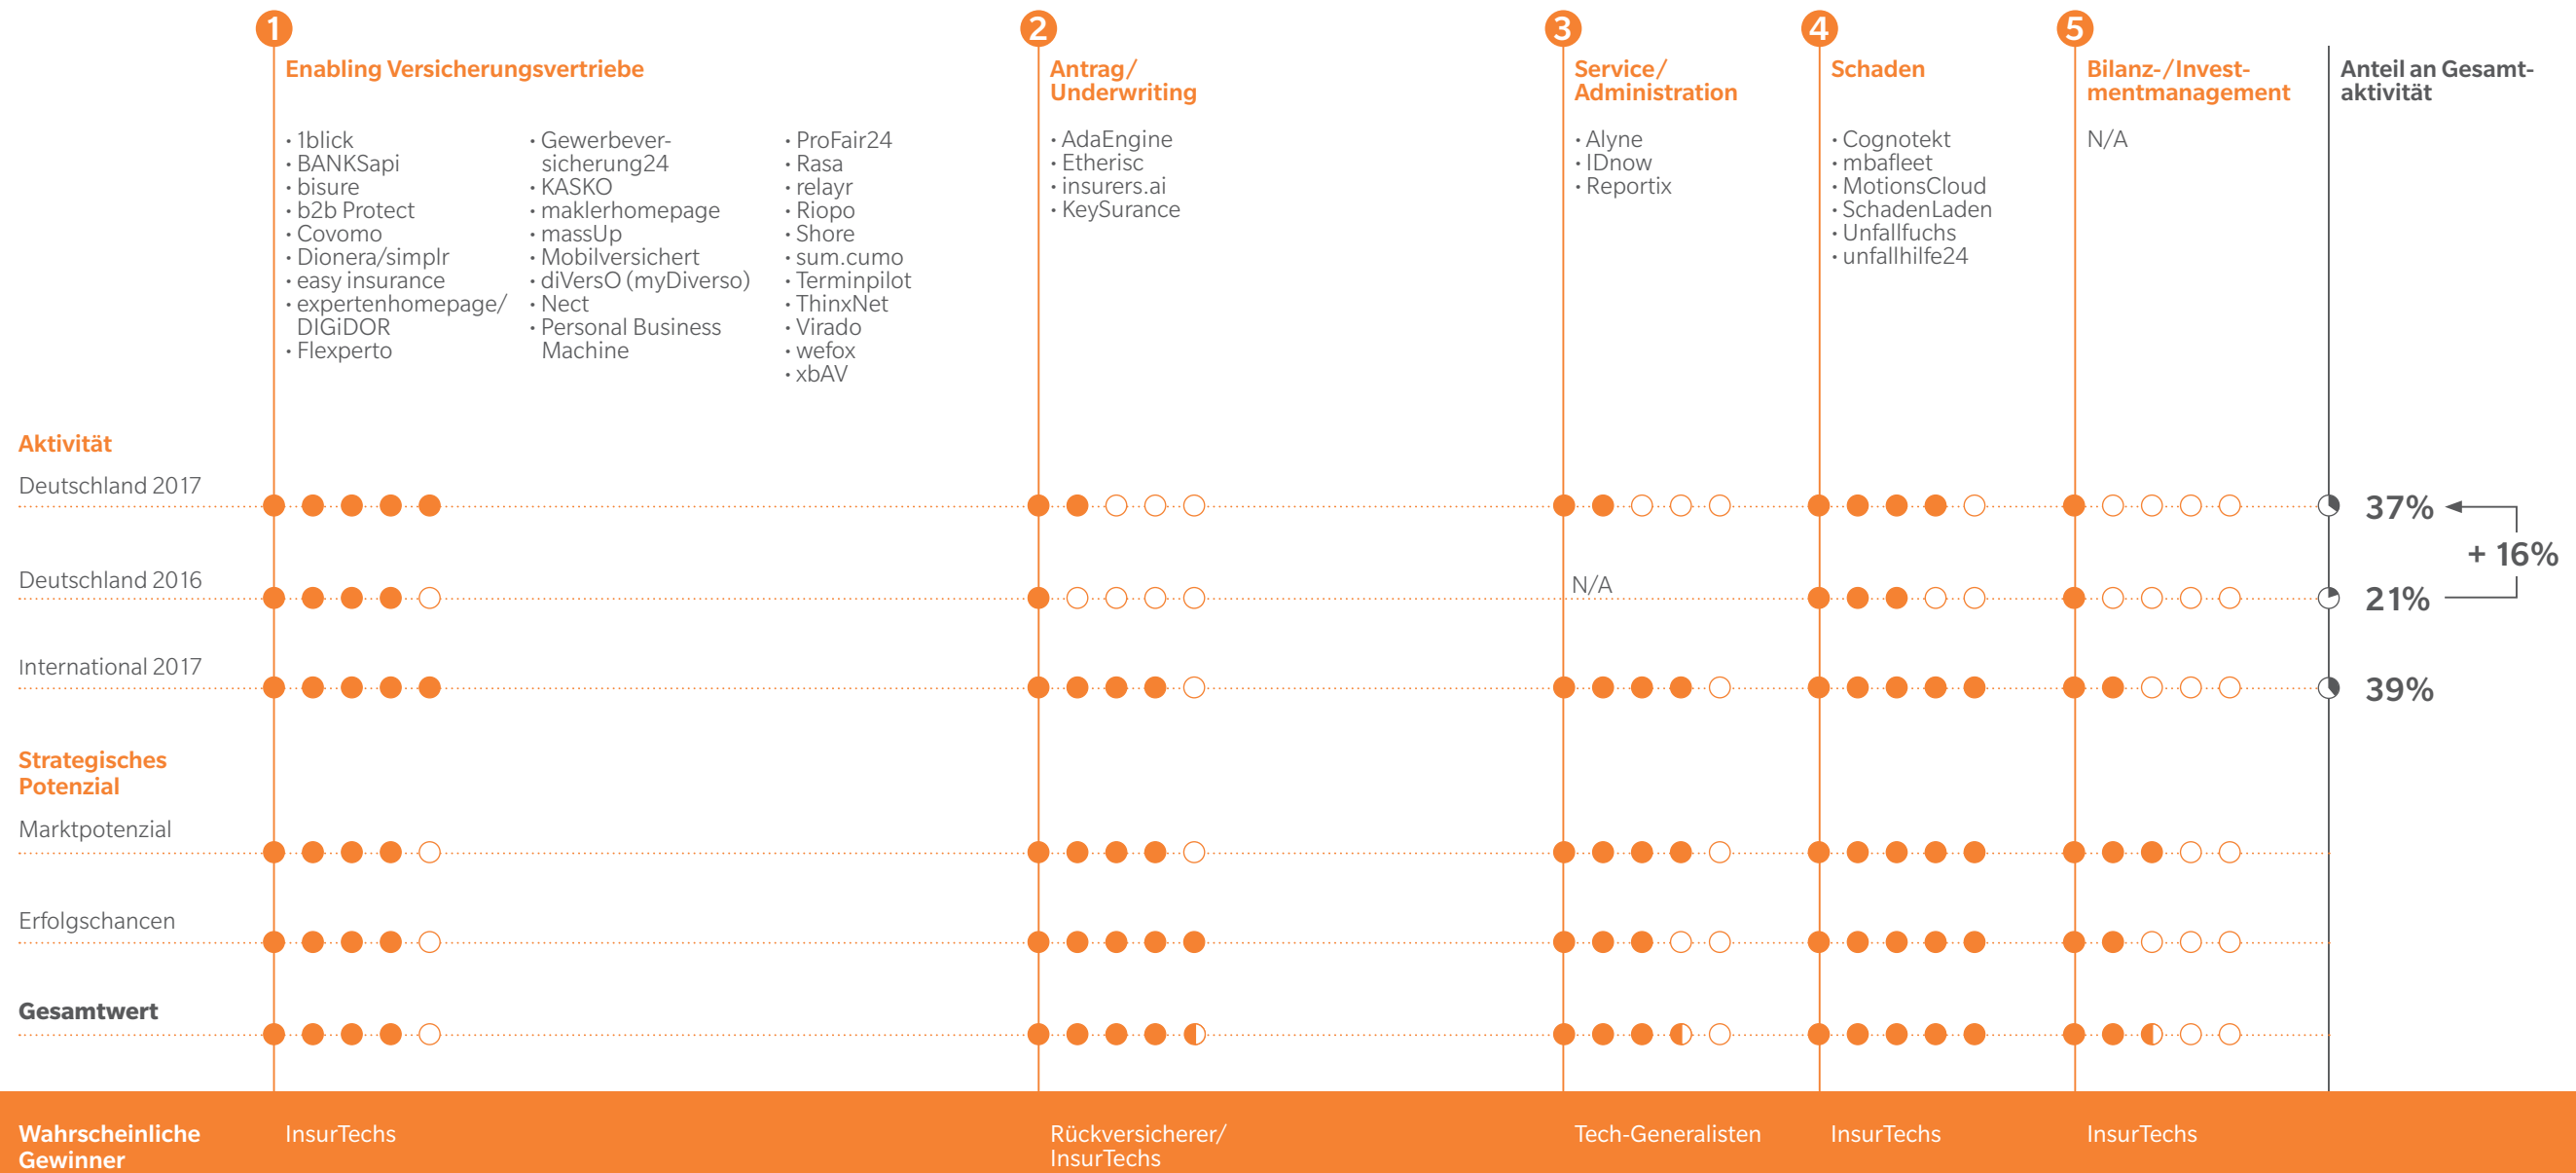 1
Enabling Versicherungsvertriebe
• 1blick
• BANKSapi
• bisure
• b2b Protect
• Covomo
• Dionera/simplr
• easy insurance
• expertenhomepage/
DIGiDOR
• Flexperto
• Gewerbever-
sicherung24
• KASKO
• maklerhomepage
• massUp
• Mobilversichert
• diVersO (myDiverso)
• Nect
• Personal Business
Machine
• ProFair24
• Rasa
• relayr
• Riopo
• Shore
• sum.cumo
• Terminpilot
• ThinxNet
• Virado
• wefox
• xbAV
2
Antrag/
Underwriting
• AdaEngine
• Etherisc
• insurers.ai
• KeySurance
3
Service/
Administration
• Alyne
• IDnow
• Reportix
4
Schaden
• Cognotekt
• mbafleet
• MotionsCloud
• SchadenLaden
• Unfallfuchs
• unfallhilfe24
5
Bilanz-/Invest-
mentmanagement
N/A
Anteil an Gesamt-
aktivität
Aktivität
Deutschland 2017
37%
+ 16%
Deutschland 2016
N/A
21%
International 2017
39%
Strategisches
Potenzial
Marktpotenzial
Erfolgschancen
Gesamtwert
Wahrscheinliche
Gewinner
InsurTechs
Rückversicherer/
InsurTechs
Tech-Generalisten
InsurTechs
InsurTechs